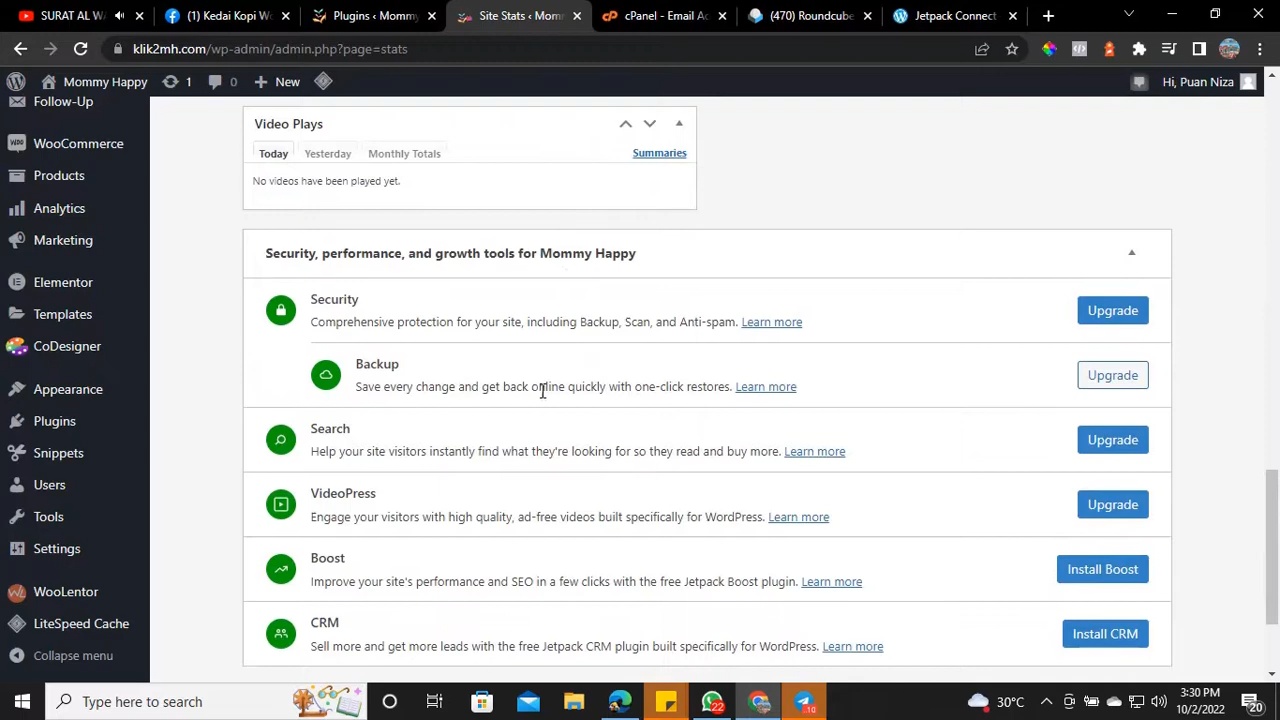 SURAT AL W
Kedai Kopi W
Plugins ‹ Mommy
Site Stats ‹ Mom
cPanel - Email A
(470) Roundcube
Jetpack Connect
klik2mh.com/wp-admin/admin.php?page=stats
Mommy Happy 1 0 New
Hi, Puan Niza
Follow-Up
WooCommerce
Products
Analytics
Marketing
Elementor
Templates
CoDesigner
Appearance
Plugins
Snippets
Users
Tools
Settings
WooLentor
LiteSpeed Cache
Collapse menu
Video Plays
Today Yesterday Monthly Totals Summaries
No videos have been played yet.
Security, performance, and growth tools for Mommy Happy
Security
Comprehensive protection for your site, including Backup, Scan, and Anti-spam. Learn more
Upgrade
Backup
Save every change and get back online quickly with one-click restores. Learn more
Upgrade
Search
Help your site visitors instantly find what they're looking for so they read and buy more. Learn more
Upgrade
VideoPress
Engage your visitors with high quality, ad-free videos built specifically for WordPress. Learn more
Upgrade
Boost
Improve your site's performance and SEO in a few clicks with the free Jetpack Boost plugin. Learn more
Install Boost
CRM
Sell more and get more leads with the free Jetpack CRM plugin built specifically for WordPress. Learn more
Install CRM
Type here to search
22
10
30°C
3:30 PM
10/2/2022
20